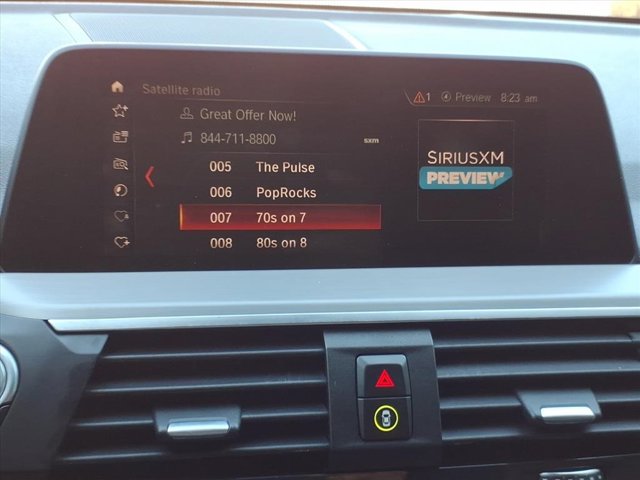 Satellite radio
1 Preview 8:23 am
Great Offer Now!
844-711-8800
sxm
005 The Pulse
006 PopRocks
007 70s on 7
008 80s on 8
SIRIUSXM
PREVIEW